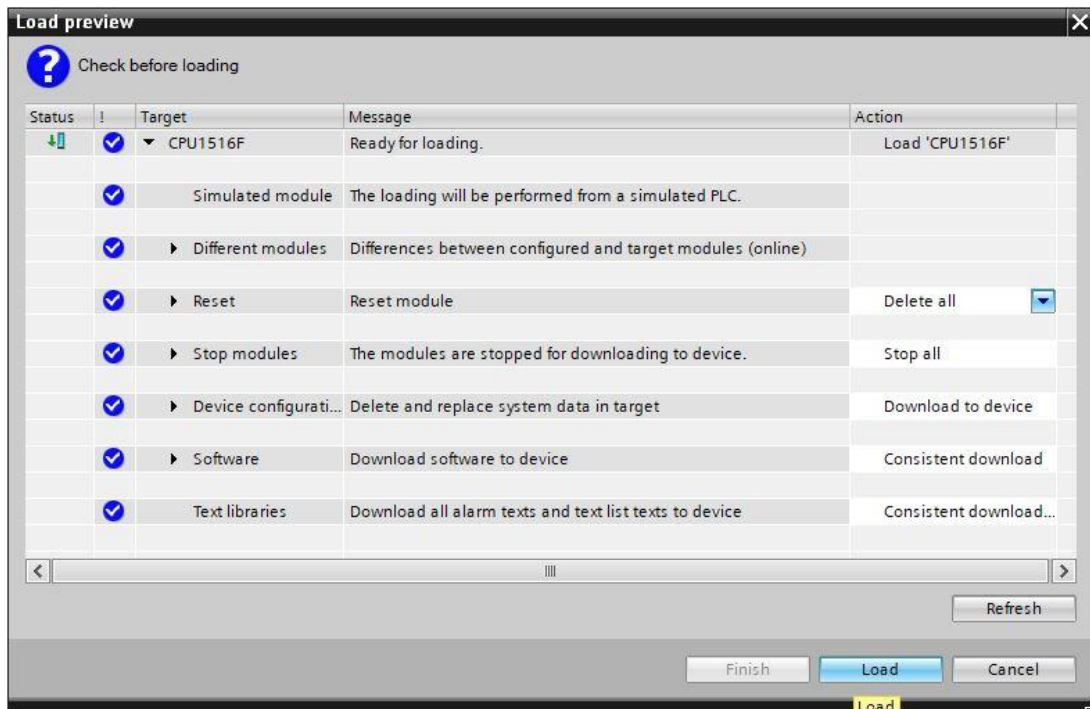 Load preview
Check before loading
Status ! Target Message Action
CPU1516F Ready for loading. Load 'CPU1516F'
Simulated module The loading will be performed from a simulated PLC.
Different modules Differences between configured and target modules (online)
Reset Reset module Delete all
Stop modules The modules are stopped for downloading to device. Stop all
Device configurati... Delete and replace system data in target Download to device
Software Download software to device Consistent download
Text libraries Download all alarm texts and text list texts to device Consistent download...
Refresh
Finish Load Cancel
Load